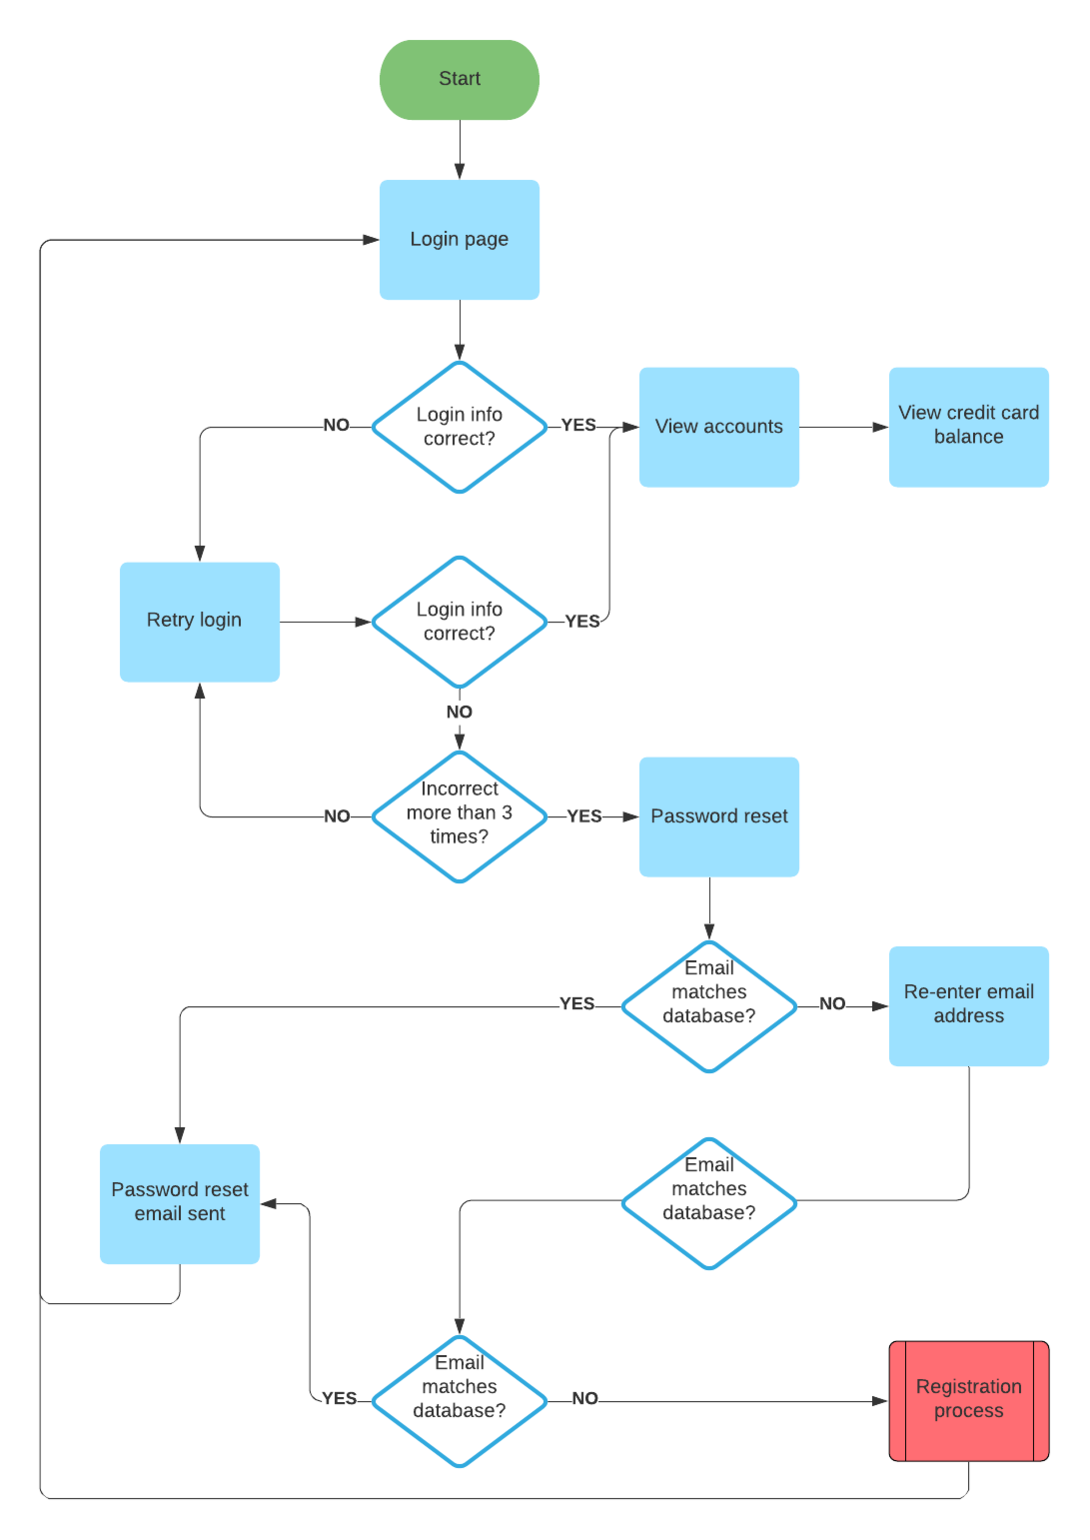 Start
Login page
Login info
correct?
NO
YES
View accounts
View credit card
balance
Retry login
Login info
correct?
YES
NO
Incorrect
more than 3
times?
NO
YES
Password reset
Email
matches
database?
YES
NO
Re-enter email
address
Password reset
email sent
Email
matches
database?
Email
matches
database?
YES
NO
Registration
process